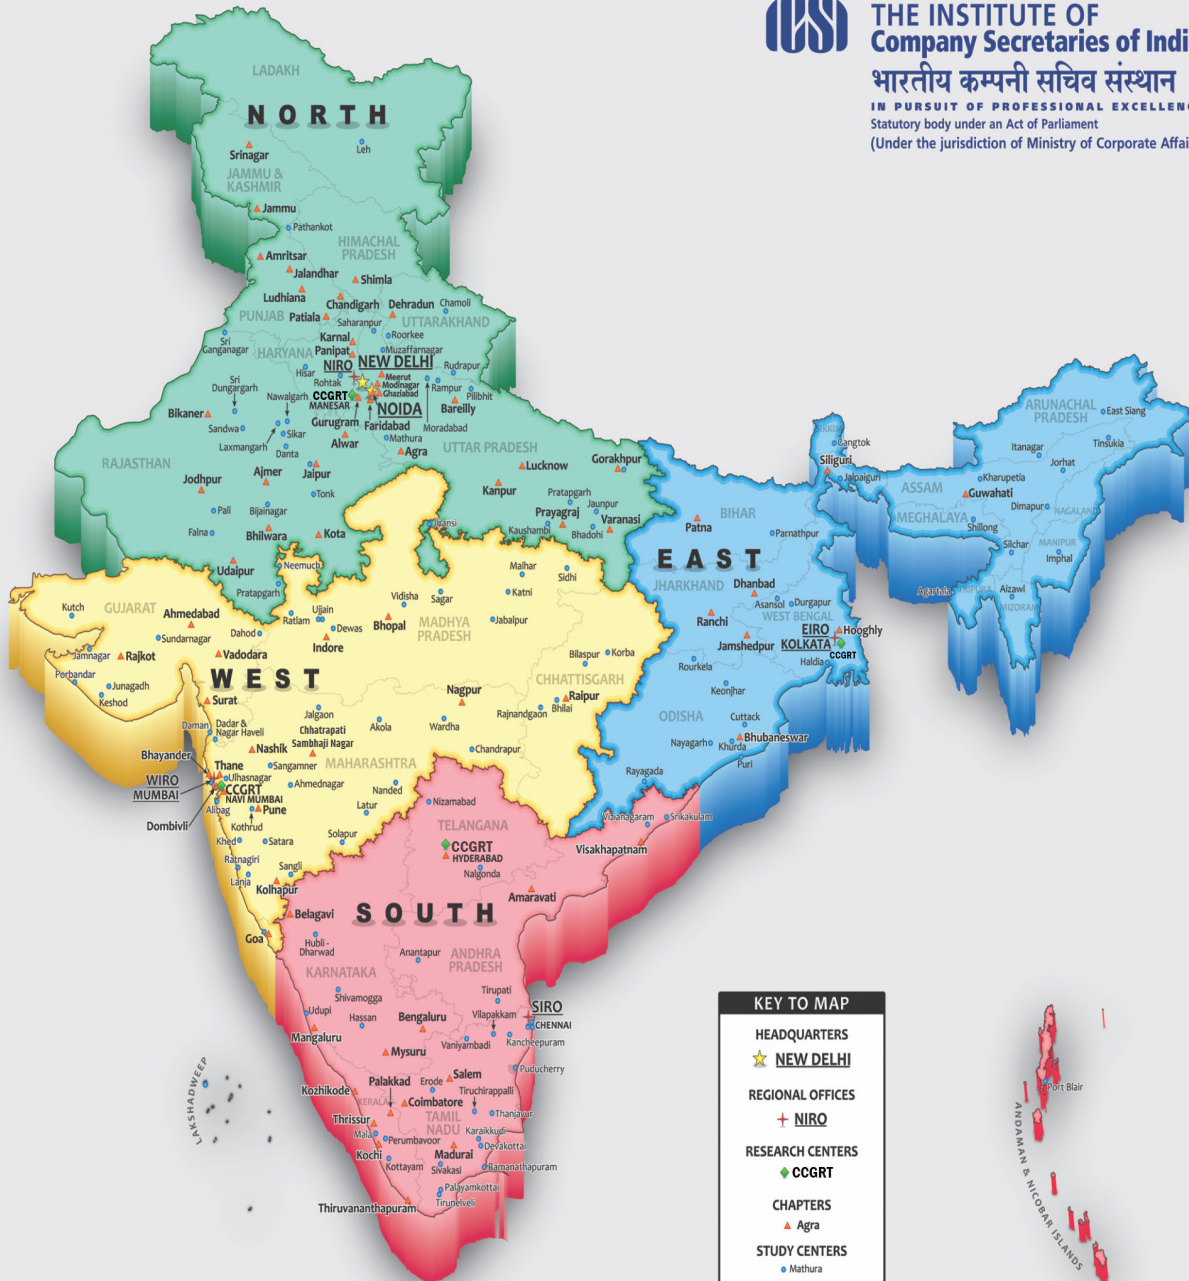 ICSI
THE INSTITUTE OF
Company Secretaries of Indi
भारतीय कम्पनी सचिव संस्थान
IN PURSUIT OF PROFESSIONAL EXCELLEN
Statutory body under an Act of Parliament
(Under the jurisdiction of Ministry of Corporate Affai
LADAKH
NORTH
Leh
Srinagar
JAMMU &
KASHMIR
Jammu
Pathankot
HIMACHAL
PRADESH
Amritsar
Jalandhar
Shimla
Ludhiana
Chandigarh
Dehradun
Chamoli
PUNJAB
Patiala
Saharanpur
UTTARAKHAND
Roorkee
Sri
Ganganagar
Karnal
HARYANA
Panipat
Muzaffarnagar
NIRO
NEW DELHI
Hisar
Rohtak
Rudrapur
Meerut
Modinagar
Ghaziabad
Rampur
Pilibhit
Sri
Dungargarh
Nawalgarh
CCGRT
MANESAR
NOIDA
Bareilly
Bikaner
Gurugram
Faridabad
Moradabad
Sandwa
Sikar
Laxmangarh
Danta
Alwar
Mathura
Agra
UTTAR PRADESH
RAJASTHAN
Ajmer
Jaipur
Lucknow
Gorakhpur
Jodhpur
Tonk
Kanpur
Pratapgarh
Jaunpur
Pali
Bijainagar
Prayagraj
Varanasi
Falna
Bhilwara
Kota
Jhansi
Kaushambi
Bhadohi
Udaipur
Neemuch
Pratapgarh
ARUNACHAL
PRADESH
East Siang
SIKKIM
Gangtok
Itanagar
Tinsukia
Siliguri
Jorhat
Jalpaiguri
Kharupetia
ASSAM
Guwahati
Dimapur
NAGALAND
MEGHALAYA
Shillong
Silchar
MANIPUR
Imphal
Agartala
TRIPURA
Aizawl
MIZORAM
BIHAR
Patna
Parnathpur
EAST
JHARKHAND
Dhanbad
Asansol
Durgapur
Ranchi
WEST BENGAL
EIRO
KOLKATA
Hooghly
Jamshedpur
CCGRT
Haldia
Rourkela
Keonjhar
ODISHA
Cuttack
Bhubaneswar
Nayagarh
Khurda
Puri
Rayagada
Kutch
GUJARAT
Ahmedabad
Maihar
Sidhi
Vidisha
Sagar
Katni
Ujjain
Ratlam
Sundarnagar
Dahod
Dewas
Bhopal
MADHYA
PRADESH
Jabalpur
Jamnagar
Rajkot
Vadodara
Indore
Porbandar
Junagadh
Keshod
WEST
Bilaspur
Korba
CHHATTISGARH
Surat
Nagpur
Raipur
Bhilai
Rajnandgaon
Jalgaon
Akola
Wardha
Daman
Dadar &
Nagar Haveli
Chhatrapati
Sambhaji Nagar
Chandrapur
Nashik
Bhayander
Thane
Sangamner
MAHARASHTRA
WIRO
MUMBAI
Ulhasnagar
CCGRT
NAVI MUMBAI
Ahmednagar
Nanded
Alibag
Pune
Latur
Dombivli
Kothrud
Khed
Satara
Solapur
Ratnagiri
Lanja
Sangli
Kolhapur
Goa
Nizamabad
TELANGANA
Vizianagaram
Srikakulam
CCGRT
HYDERABAD
Nalgonda
Visakhapatnam
Amaravati
Belagavi
SOUTH
Hubli -
Dharwad
Anantapur
ANDHRA
PRADESH
KARNATAKA
Shivamogga
Tirupati
Udupi
Hassan
Bengaluru
Vilapakkam
SIRO
CHENNAI
Mangaluru
Vaniyambadi
Kancheepuram
Mysuru
Puducherry
Palakkad
Erode
Salem
Kozhikode
KERALA
Coimbatore
Tiruchirappalli
Thrissur
TAMIL
NADU
Thanjavur
Mala
Perumbavoor
Karaikkudi
Devakottai
Kochi
Kottayam
Madurai
Sivakasi
Ramanathapuram
Palayamkottai
Tirunelveli
Thiruvananthapuram
LAKSHADWEEP
Port Blair
ANDAMAN & NICOBAR ISLANDS
KEY TO MAP
HEADQUARTERS
NEW DELHI
REGIONAL OFFICES
NIRO
RESEARCH CENTERS
CCGRT
CHAPTERS
Agra
STUDY CENTERS
Mathura